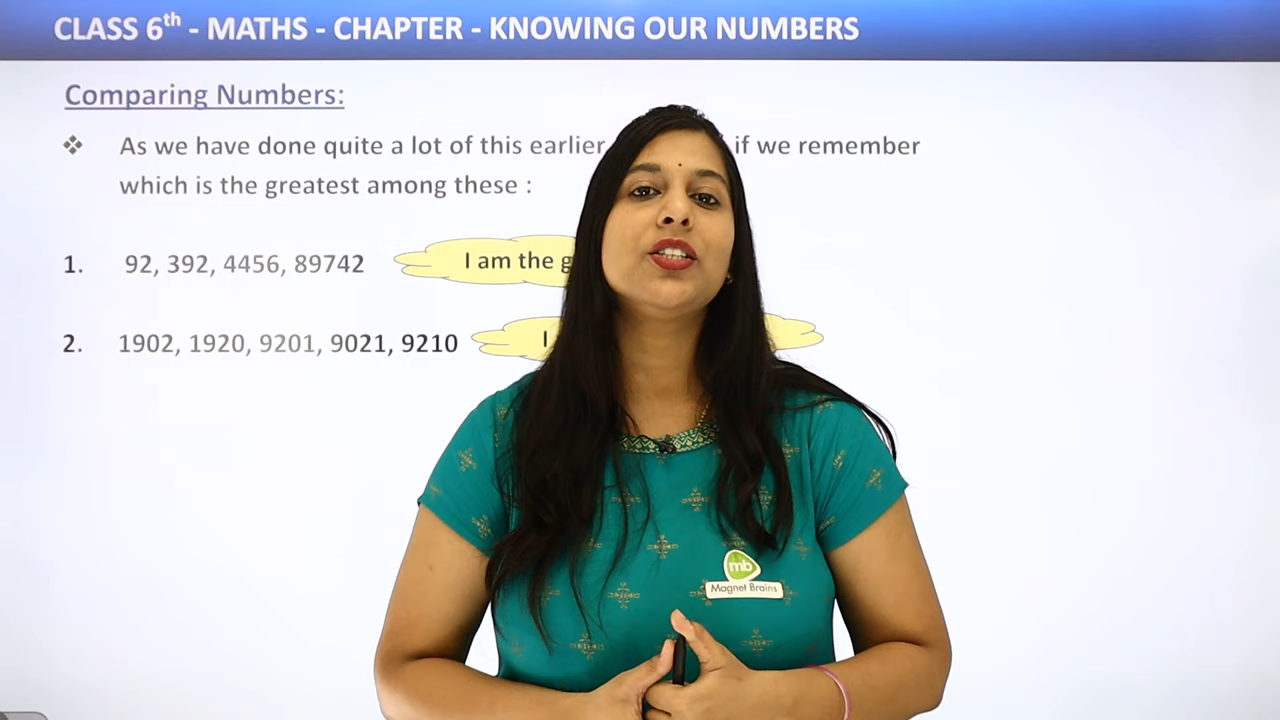 CLASS 6th - MATHS - CHAPTER - KNOWING OUR NUMBERS
Comparing Numbers:
❖ As we have done quite a lot of this earlier if we remember
which is the greatest among these :
1. 92, 392, 4456, 89742 I am the
2. 1902, 1920, 9201, 9021, 9210 I
mb
Magnet Brains